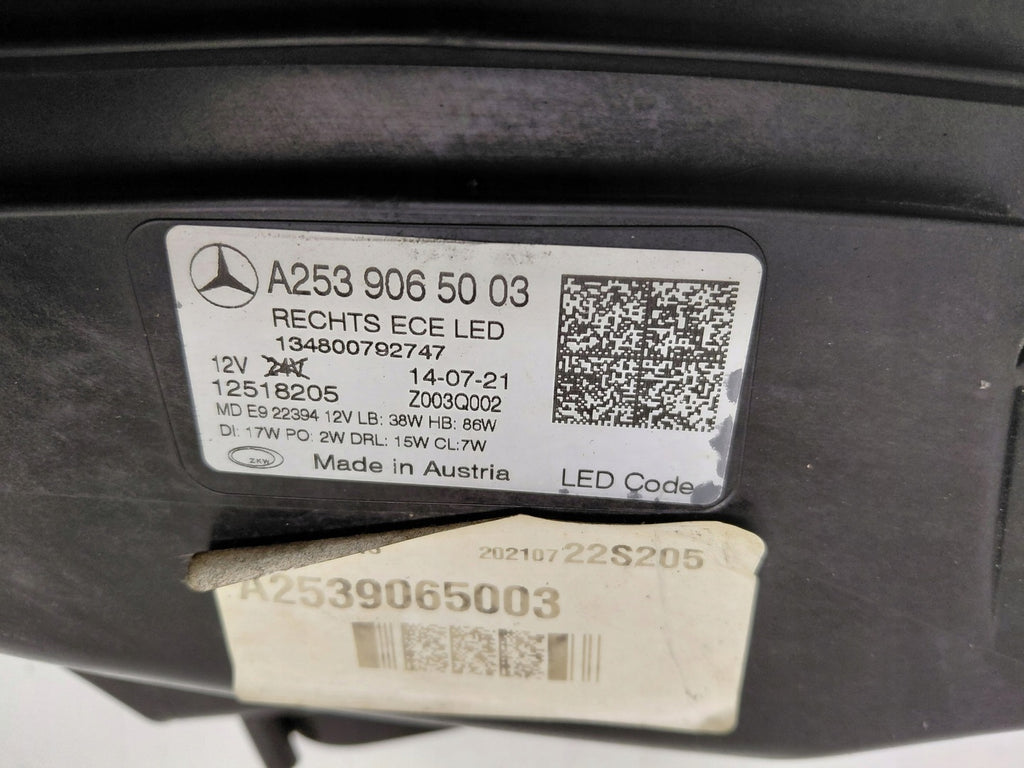 A253 906 50 03
RECHTS ECE LED
134800792747
12V 24V 14-07-21
12518205 Z003Q002
MD E9 22394 12V LB: 38W HB: 86W
DI: 17W PO: 2W DRL: 15W CL:7W
ZKW Made in Austria LED Code
202107 22S205
A2539065003